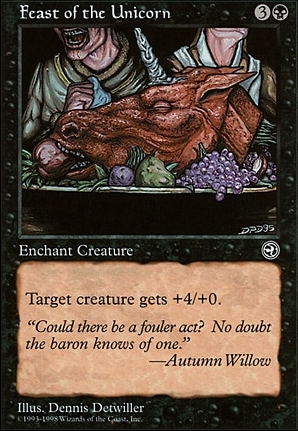 Feast of the Unicorn 3
DPD95
Enchant Creature
Target creature gets +4/+0.
“Could there be a fouler act? No doubt
the baron knows of one.”
—Autumn Willow
Illus. Dennis Detwiller
©1993-1998 Wizards of the Coast, Inc.